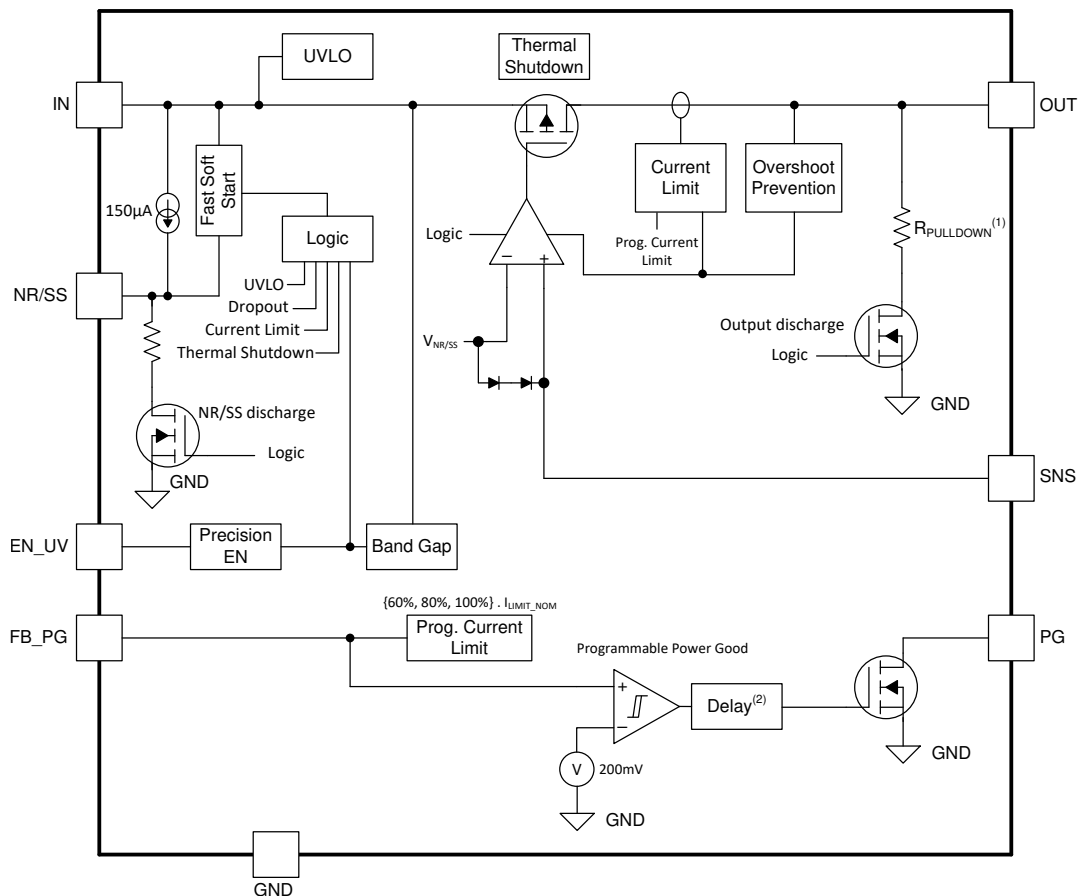 UVLO
Thermal
Shutdown
IN
OUT
150µA
Fast Soft
Start
Current
Limit
Overshoot
Prevention
Logic
Logic
Prog. Current
Limit
R_PULLDOWN^(1)
UVLO
Dropout
Current Limit
Thermal Shutdown
NR/SS
−
+
V_NR/SS
Output discharge
Logic
GND
NR/SS discharge
Logic
GND
SNS
EN_UV
Precision
EN
Band Gap
{60%, 80%, 100%} . I_LIMIT_NOM
FB_PG
Prog. Current
Limit
Programmable Power Good
PG
+
−
Delay^(2)
V
200mV
GND
GND
GND